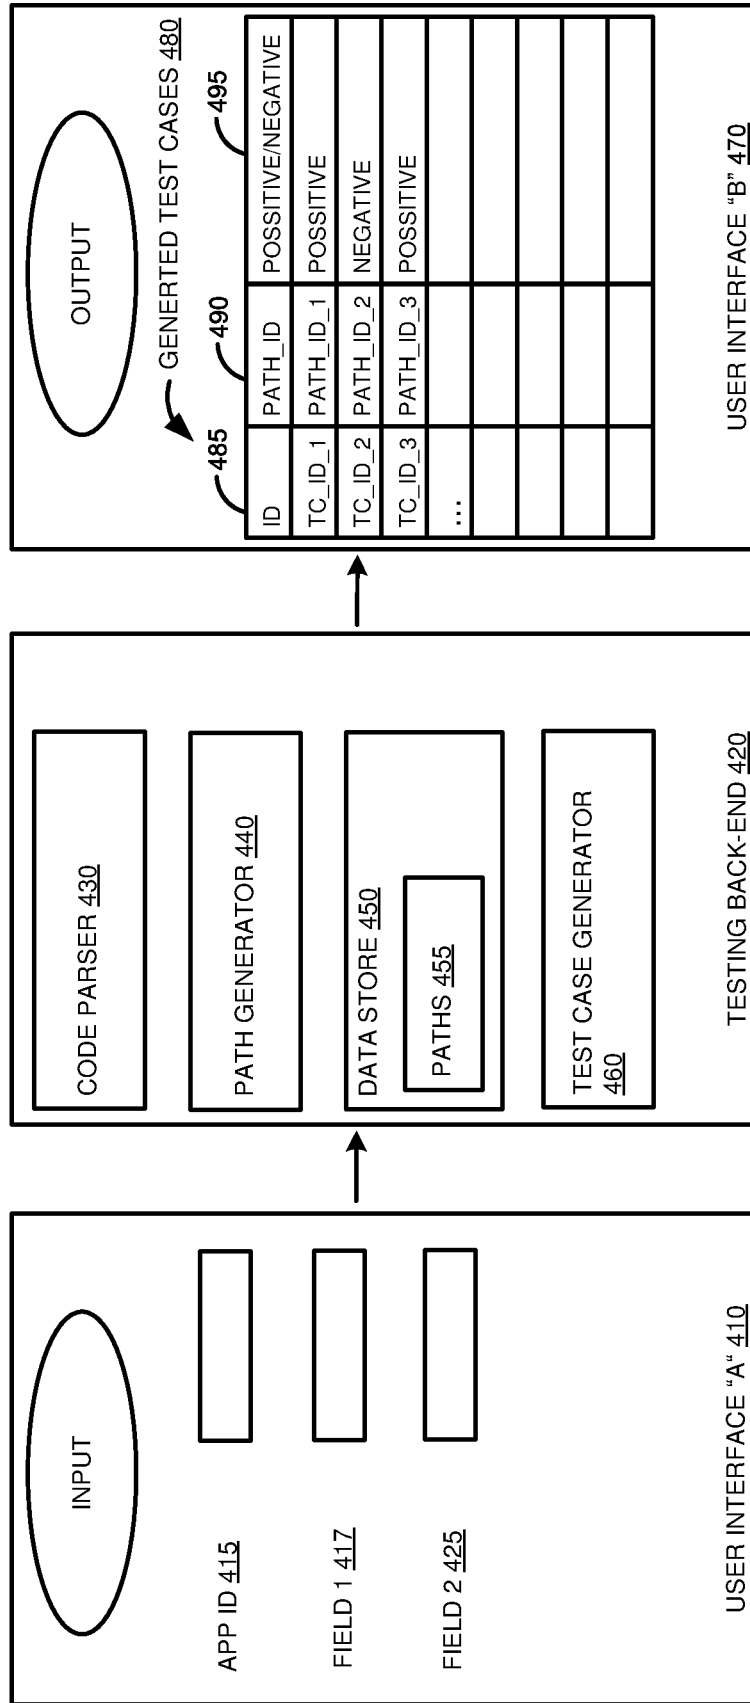 INPUT
APP ID 415
FIELD 1 417
FIELD 2 425
USER INTERFACE “A“ 410
CODE PARSER 430
PATH GENERATOR 440
DATA STORE 450
PATHS 455
TEST CASE GENERATOR
460
TESTING BACK-END 420
OUTPUT
GENERTED TEST CASES 480
485
490
495
ID PATH_ID POSSITIVE/NEGATIVE
TC_ID_1 PATH_ID_1 POSSITIVE
TC_ID_2 PATH_ID_2 NEGATIVE
TC_ID_3 PATH_ID_3 POSSITIVE
...
USER INTERFACE “B” 470